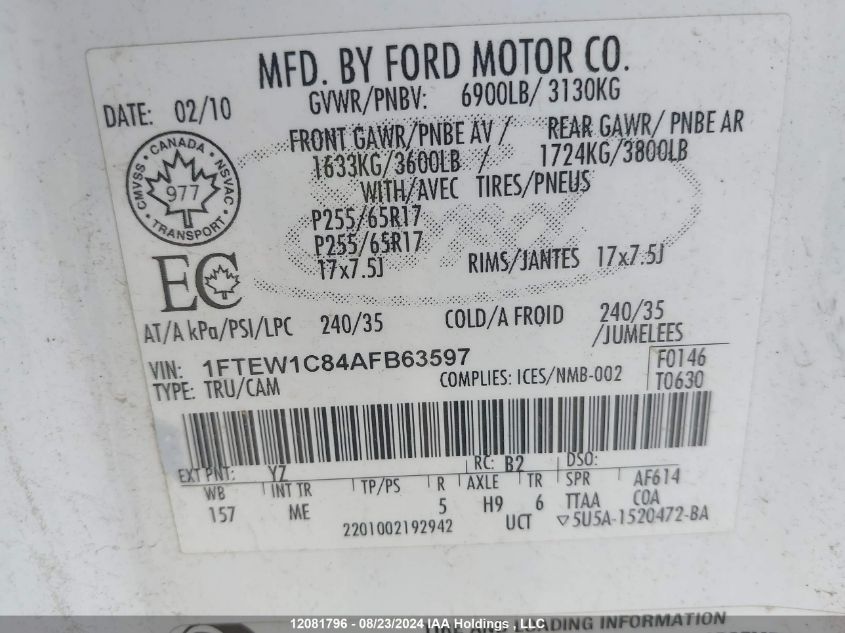 MFD. BY FORD MOTOR CO.
DATE: 02/10
GVWR/PNBV: 6900LB/ 3130KG
FRONT GAWR/PNBE AV / REAR GAWR/ PNBE AR
1633KG/3600LB / 1724KG/3800LB
WITH/AVEC TIRES/PNEUS
CMVSS • CANADA • NSVAC
977
• TRANSPORT •
P255/65R17
P255/65R17
17x7.5J RIMS/JANTES 17x7.5J
EC
AT/A kPa/PSI/LPC 240/35 COLD/A FROID 240/35
/JUMELEES
VIN: 1FTEW1C84AFB63597 F0146
TYPE: TRU/CAM COMPLIES: ICES/NMB-002 T0630
EXT PNT: YZ RC: B2 DSO:
WB INT TR TP/PS R AXLE TR SPR AF614
157 ME 5 H9 6 TTAA COA
2201002192942 UCT ▽5U5A-1520472-BA
12081796 - 08/23/2024 IAA Holdings , LLC
LOADING INFORMATION